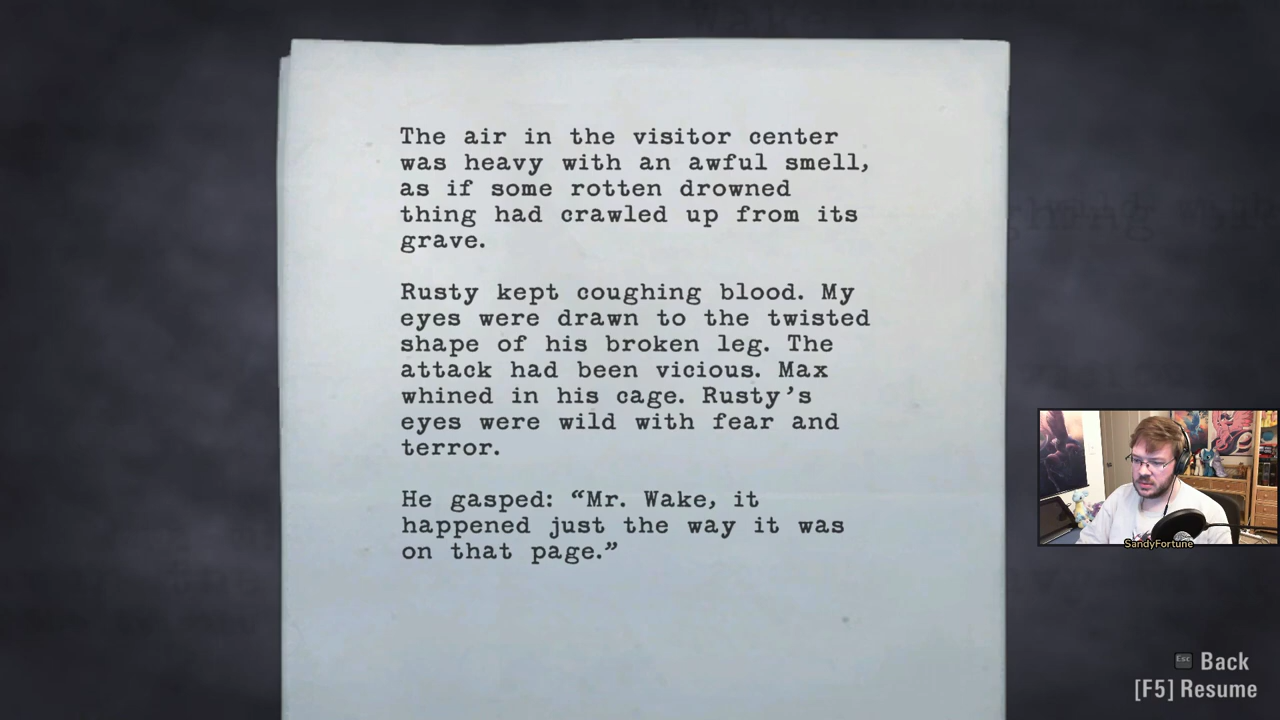 The air in the visitor center
was heavy with an awful smell,
as if some rotten drowned
thing had crawled up from its
grave.
Rusty kept coughing blood. My
eyes were drawn to the twisted
shape of his broken leg. The
attack had been vicious. Max
whined in his cage. Rusty’s
eyes were wild with fear and
terror.
He gasped: “Mr. Wake, it
happened just the way it was
on that page.”
SandyFortune
Esc Back
[F5] Resume